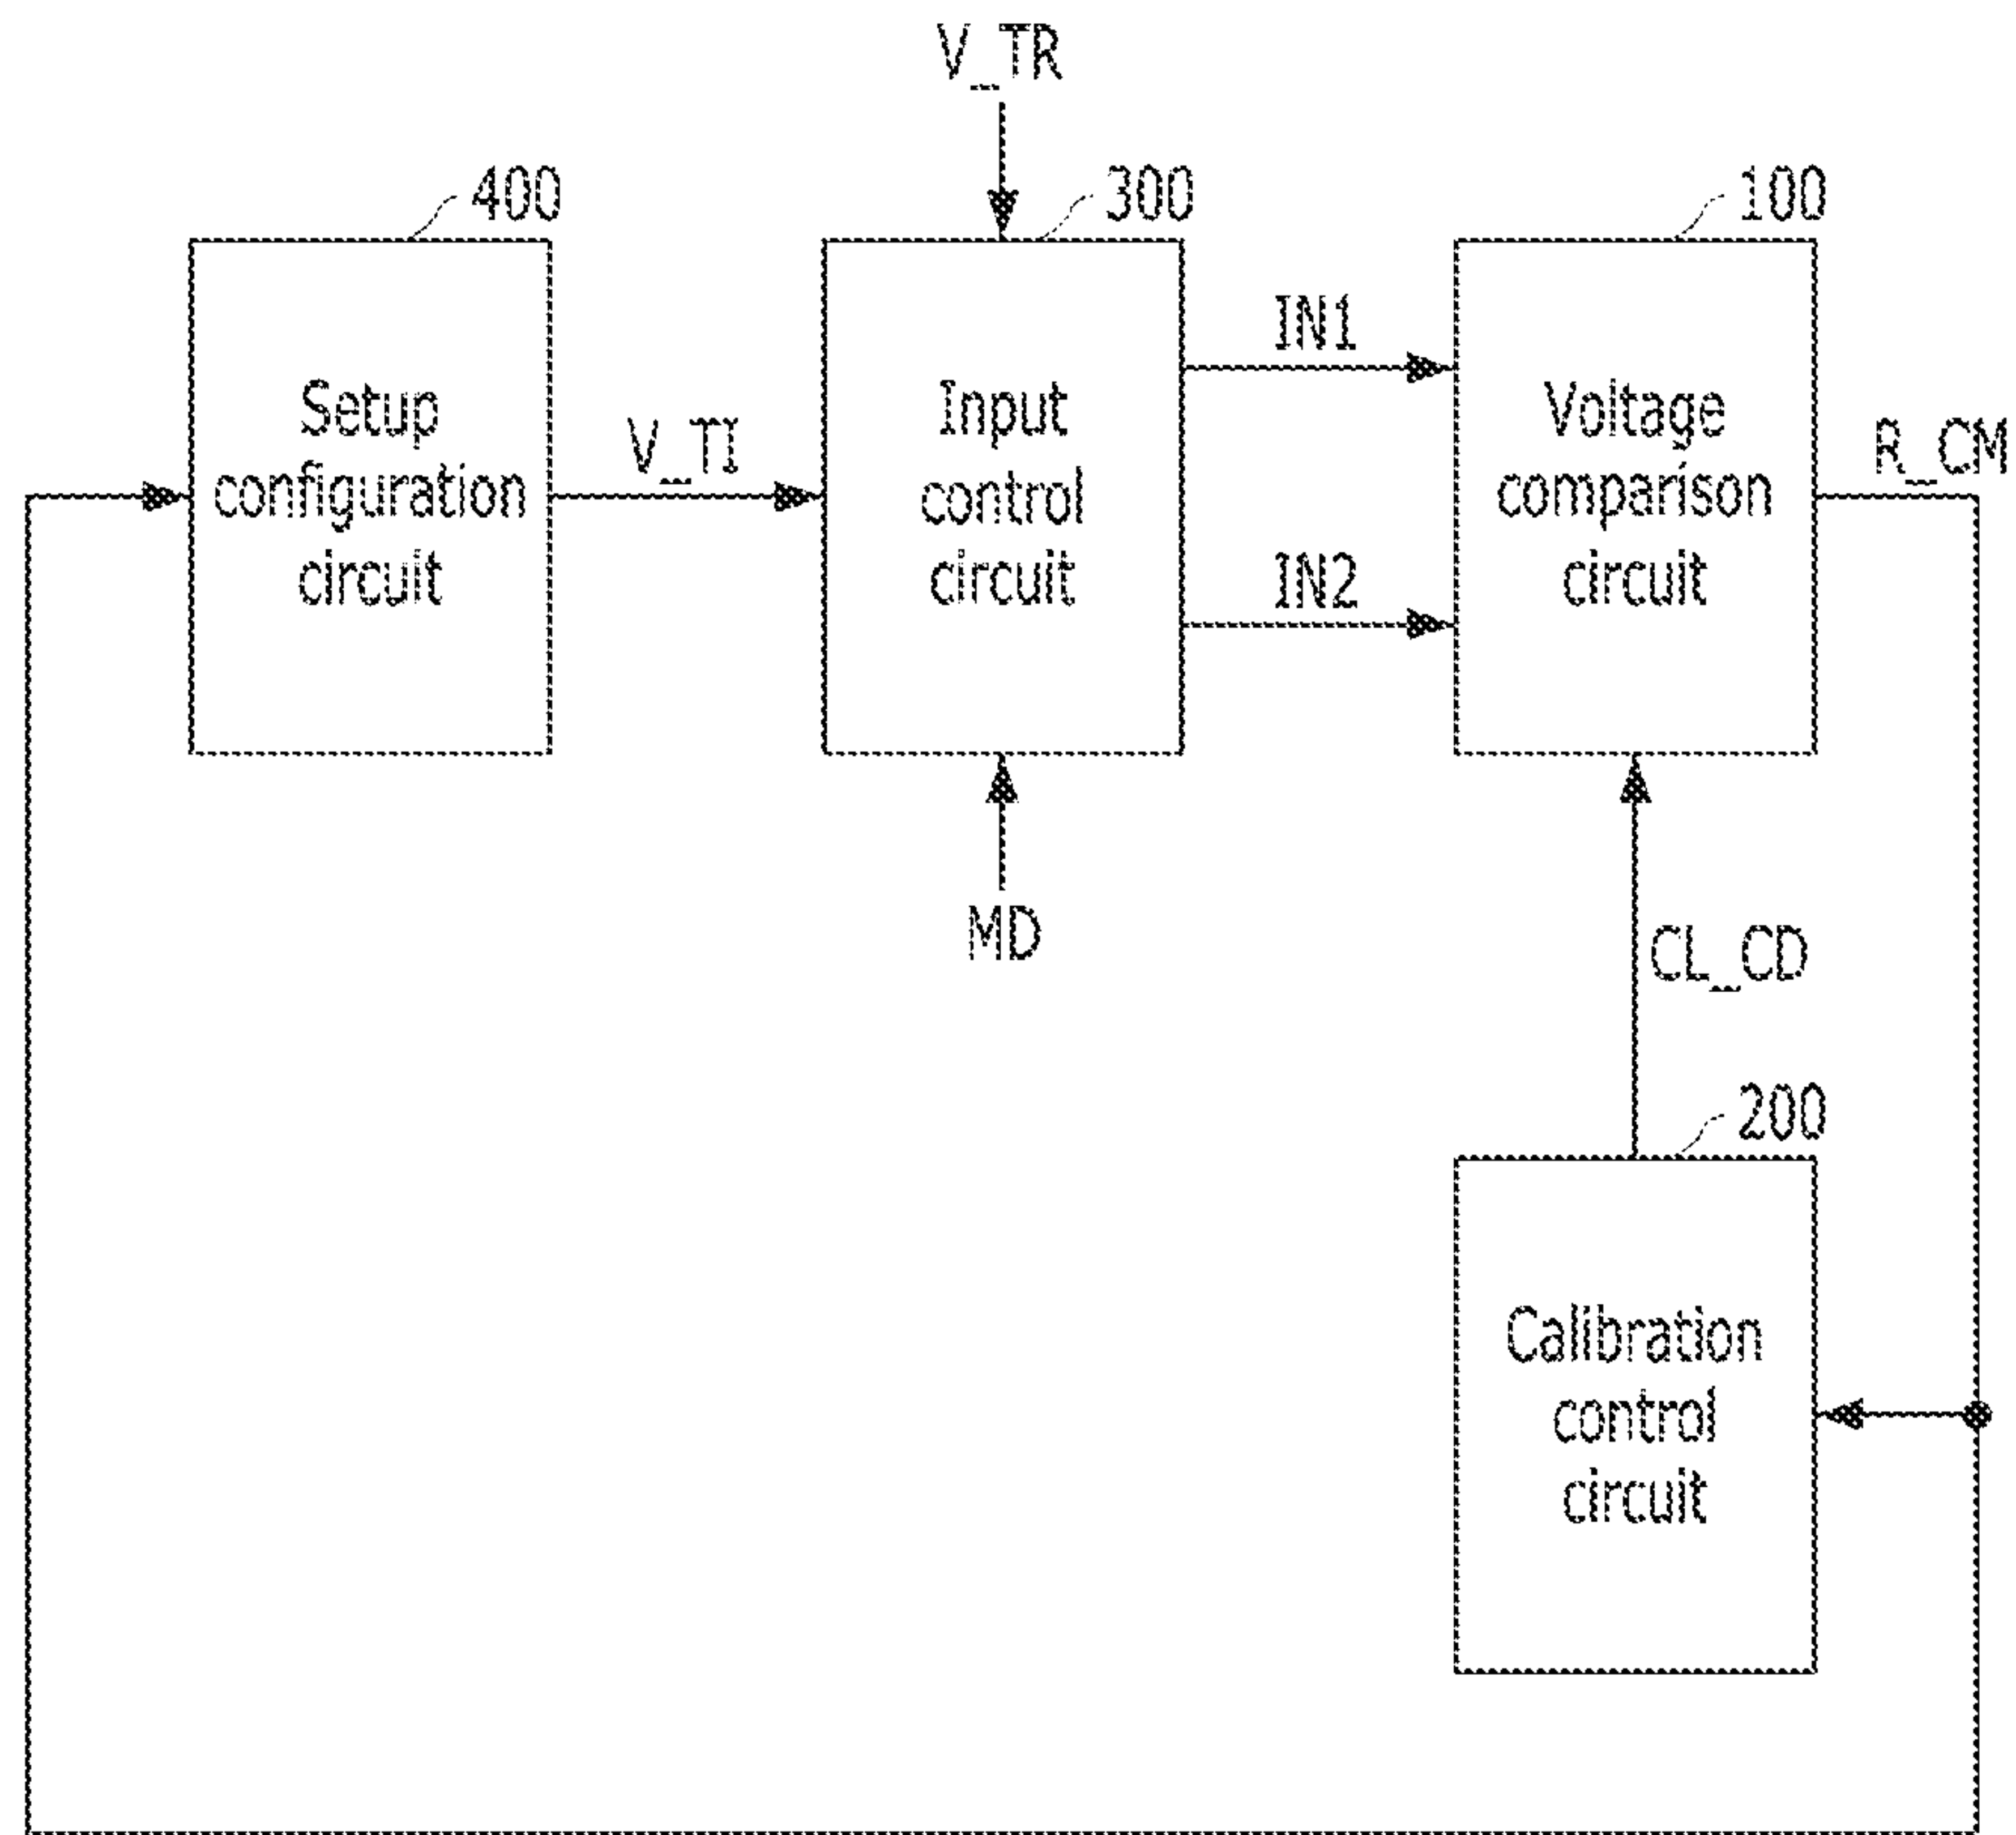 V_TR
400
300
100
Setup
configuration
circuit
V_TI
Input
control
circuit
IN1
IN2
Voltage
comparison
circuit
R_CM
MD
CL_CD
200
Calibration
control
circuit